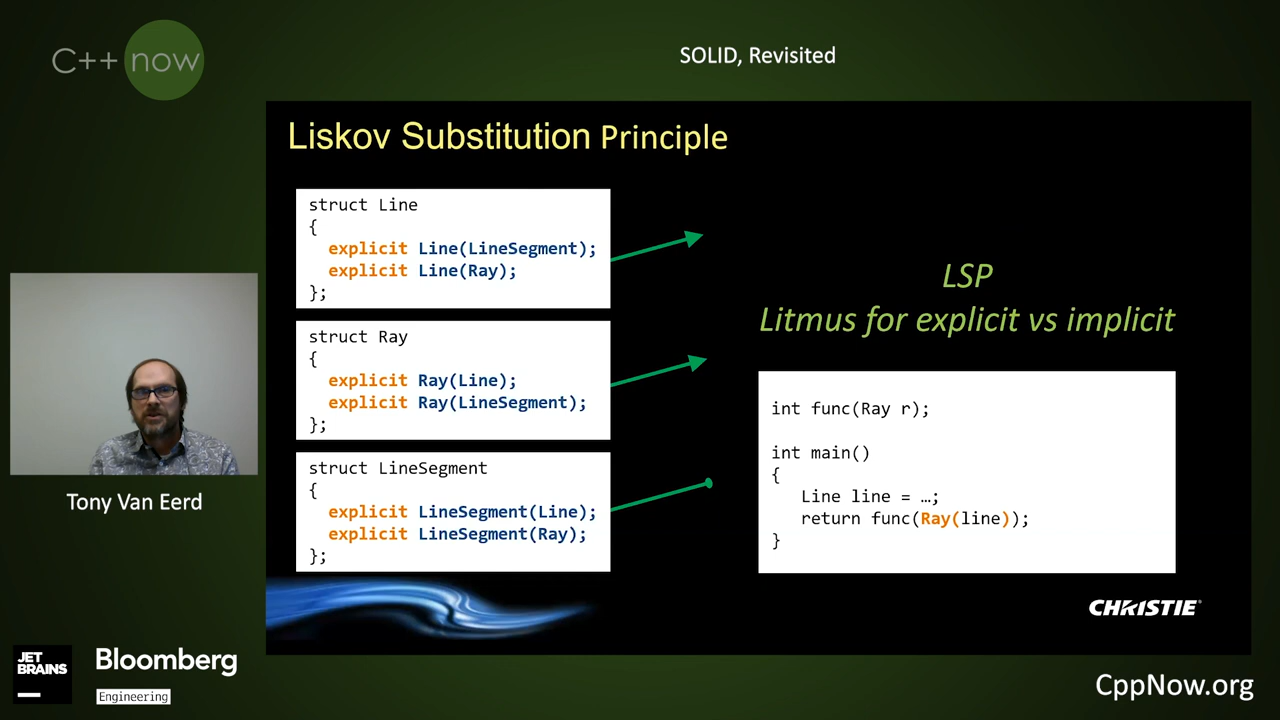 C++ now
SOLID, Revisited
Liskov Substitution Principle
struct Line
{
explicit Line(LineSegment);
explicit Line(Ray);
};
struct Ray
{
explicit Ray(Line);
explicit Ray(LineSegment);
};
struct LineSegment
{
explicit LineSegment(Line);
explicit LineSegment(Ray);
};
LSP
Litmus for explicit vs implicit
int func(Ray r);
int main()
{
Line line = …;
return func(Ray(line));
}
CHRISTIE®
Tony Van Eerd
JET
BRAINS
Bloomberg
Engineering
CppNow.org